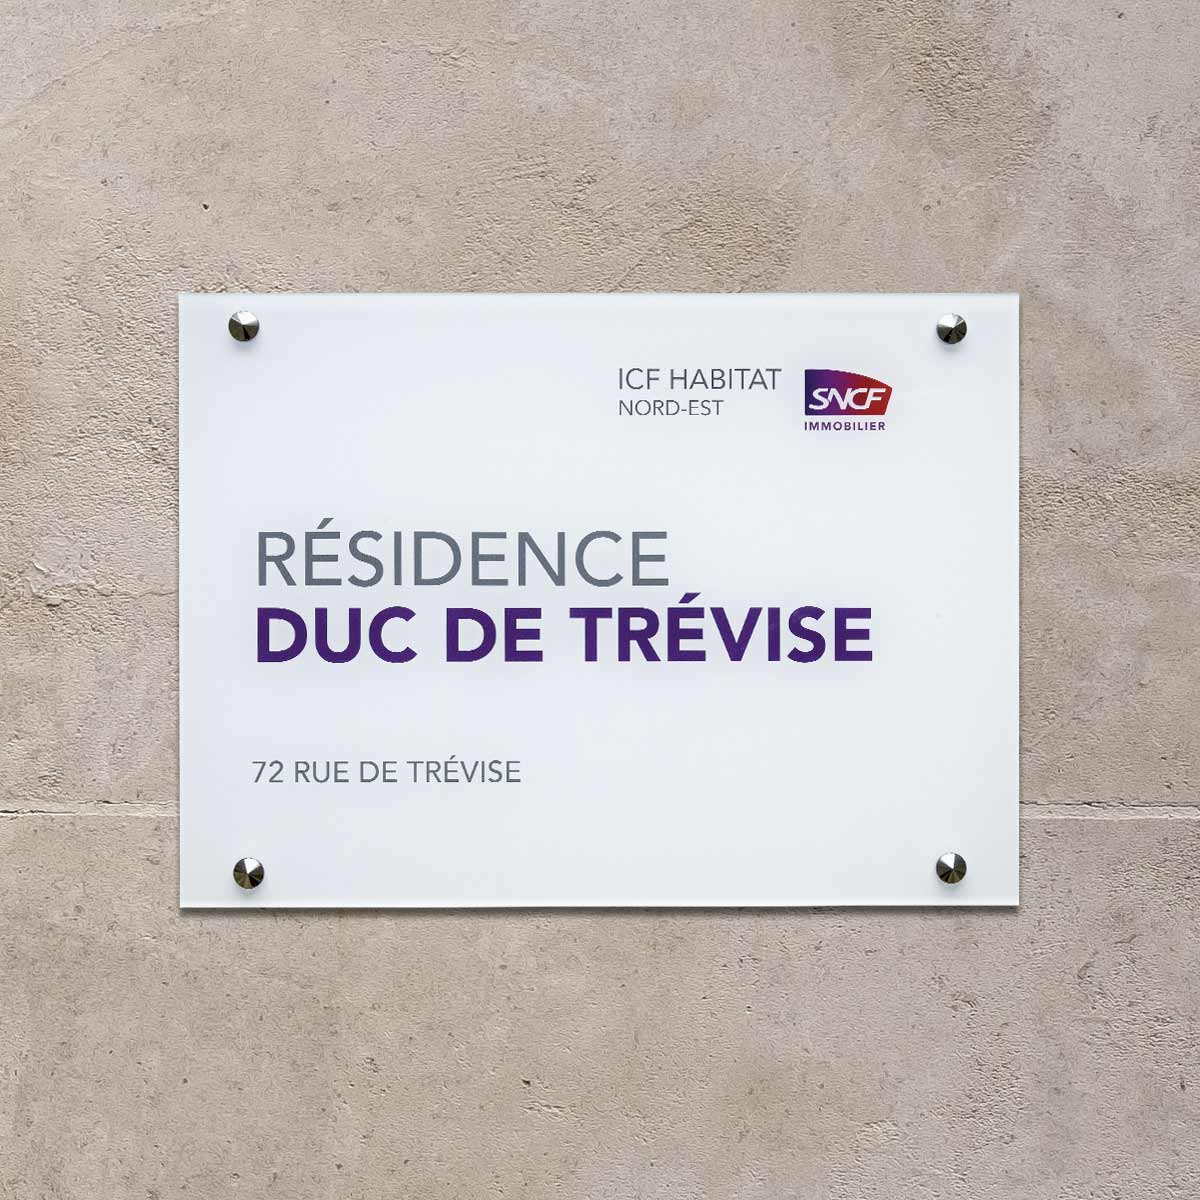 ICF HABITAT
NORD-EST
SNCF
IMMOBILIER
RÉSIDENCE
DUC DE TRÉVISE
72 RUE DE TRÉVISE